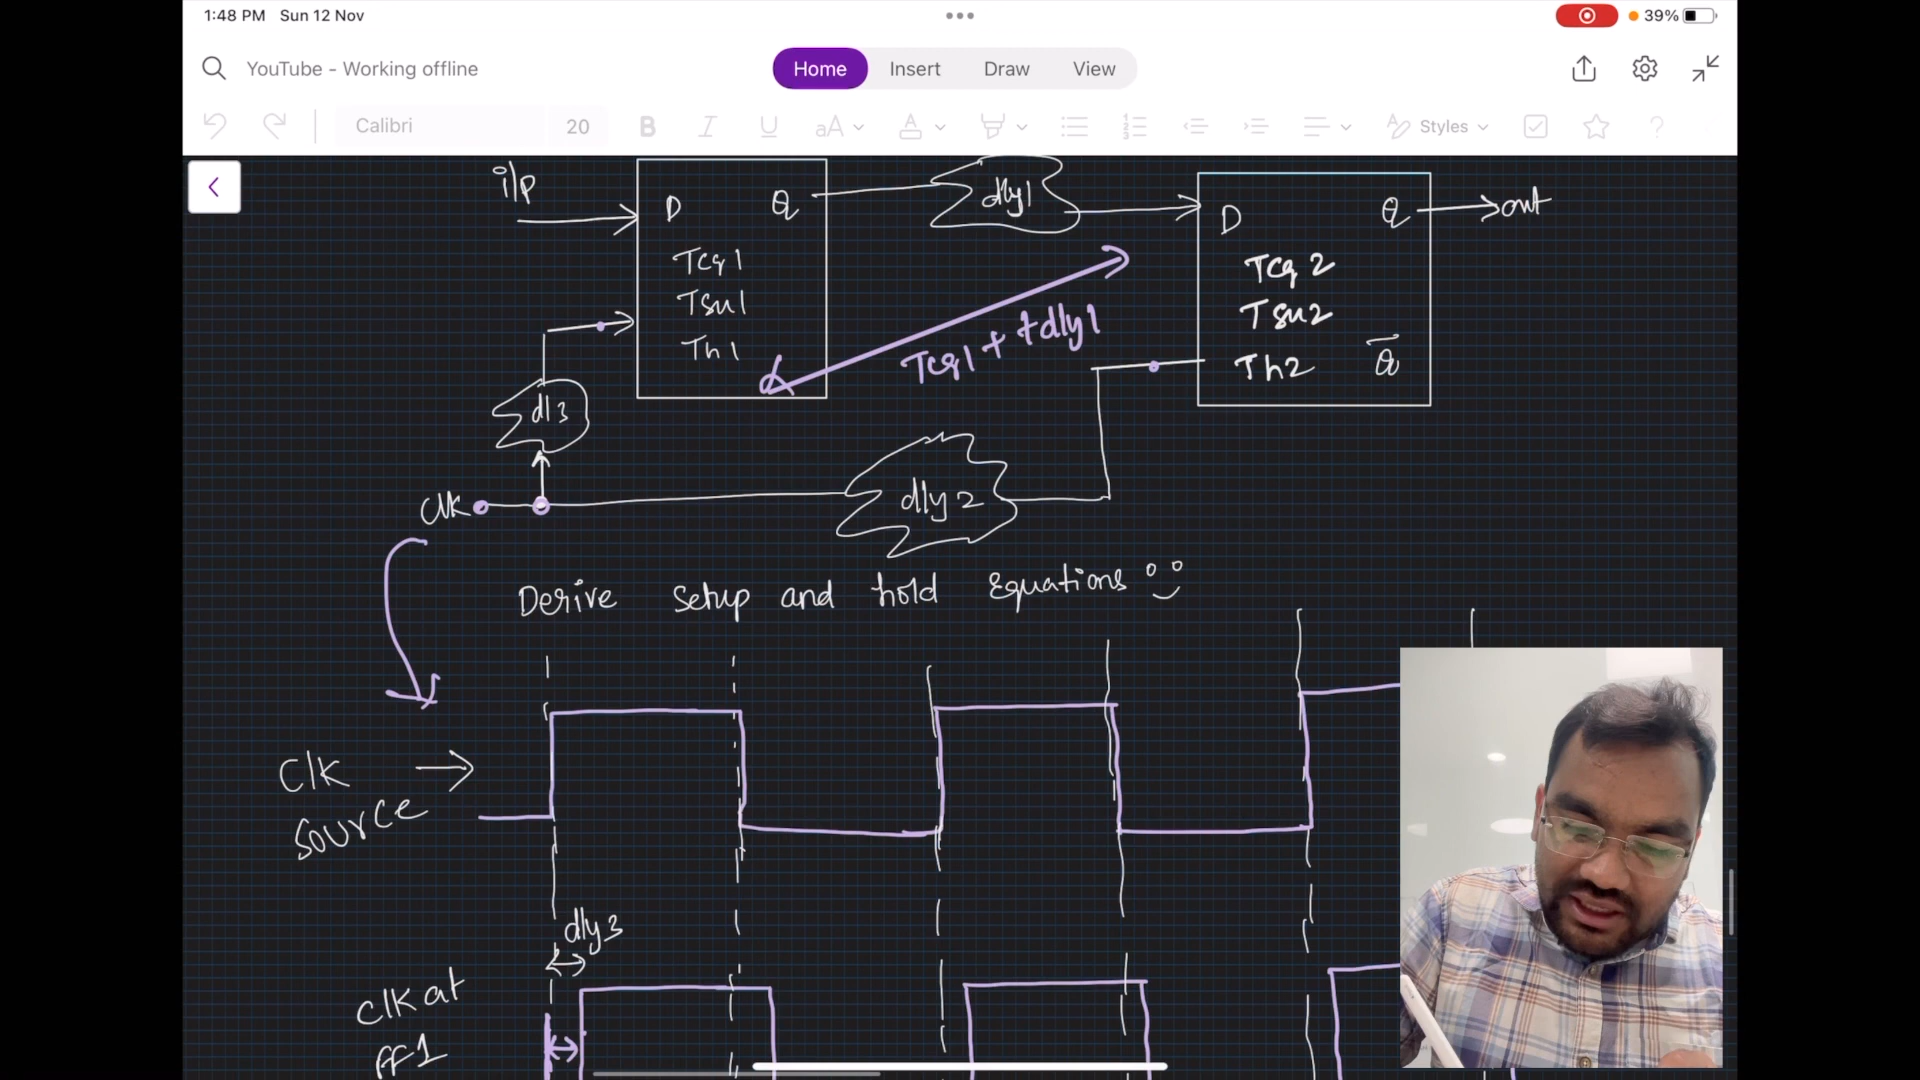 1:48 PM Sun 12 Nov
39%
YouTube - Working offline
Home Insert Draw View
Calibri 20 B I U aA A Styles ?
i/p
D Q
dly1
D Q
out
Tcq1
Tsu1
Th1
Tcq1 + tdly1
Tcq2
Tsu2
Th2 Q̅
dl3
clk
dly2
Derive setup and hold Equations
Clk
source
dly3
clk at
ff1